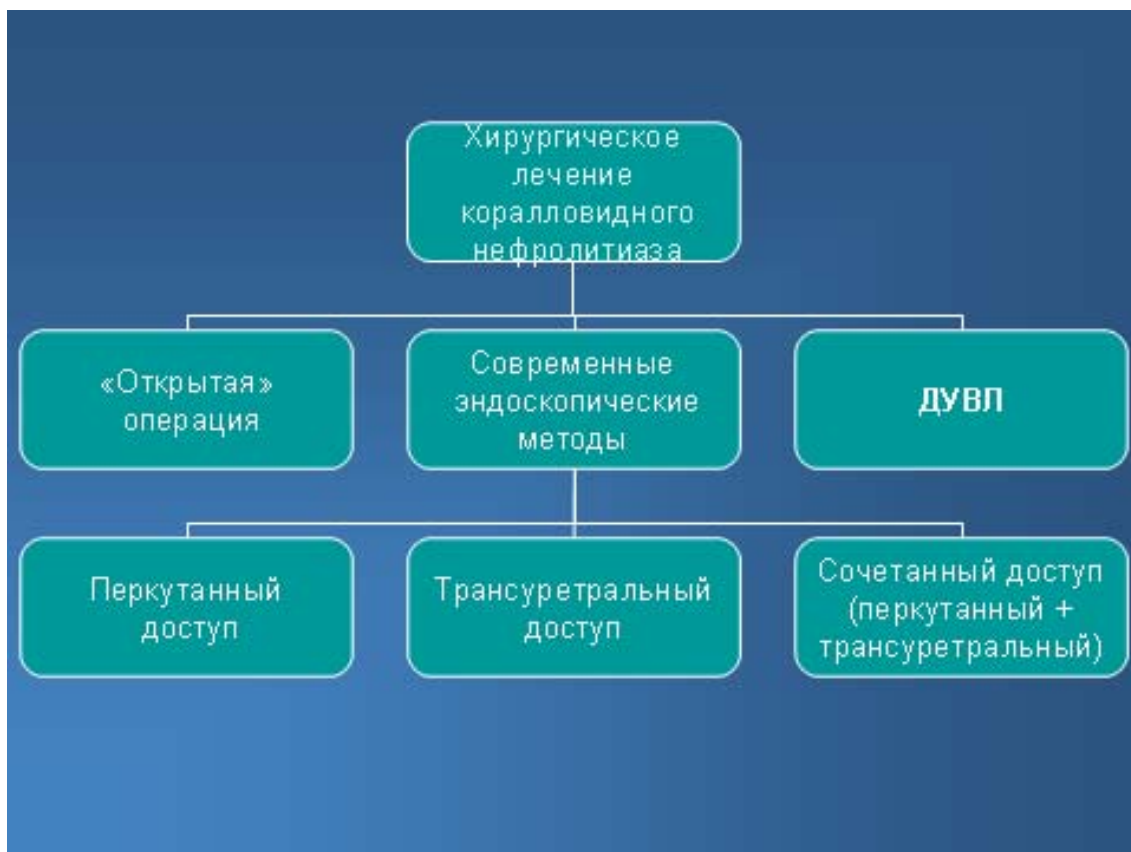 Хирургическое
лечение
коралловидного
нефролитиаза
«Открытая»
операция
Современные
эндоскопические
методы
ДУВЛ
Перкутанный
доступ
Трансуретральный
доступ
Сочетанный доступ
(перкутанный +
трансуретральный)